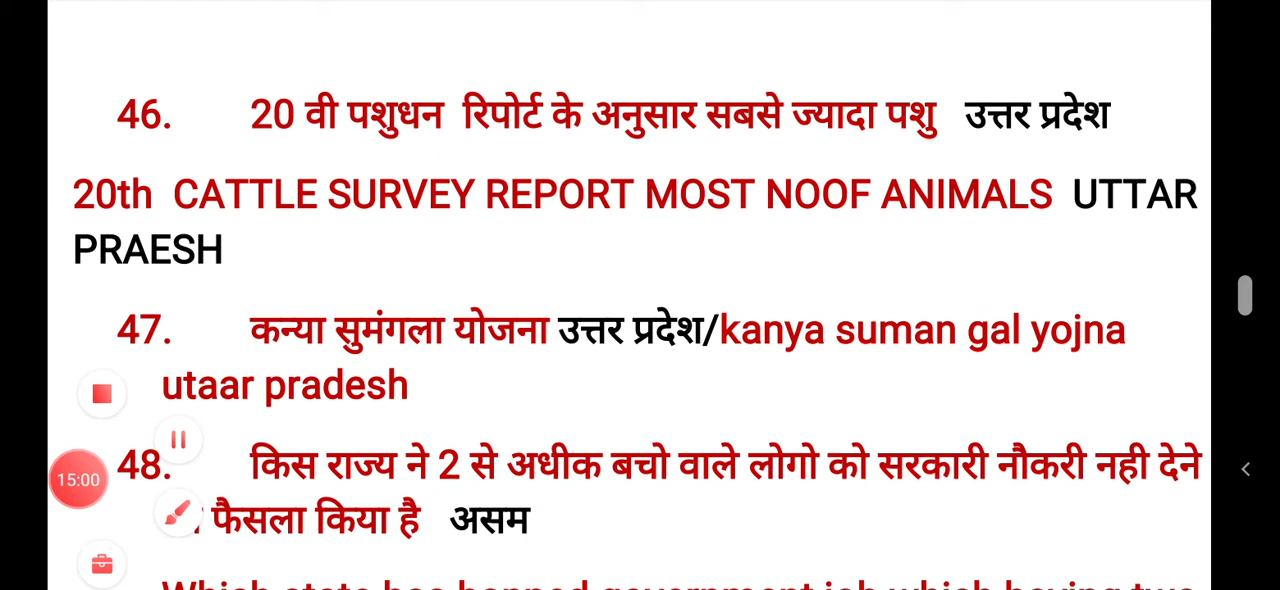 46. 20 वी पशुधन रिपोर्ट के अनुसार सबसे ज्यादा पशु उत्तर प्रदेश
20th CATTLE SURVEY REPORT MOST NOOF ANIMALS UTTAR
PRAESH
47. कन्या सुमंगला योजना उत्तर प्रदेश/kanya suman gal yojna
utaar pradesh
48. किस राज्य ने 2 से अधीक बचो वाले लोगो को सरकारी नौकरी नही देने
फैसला किया है असम
15:00